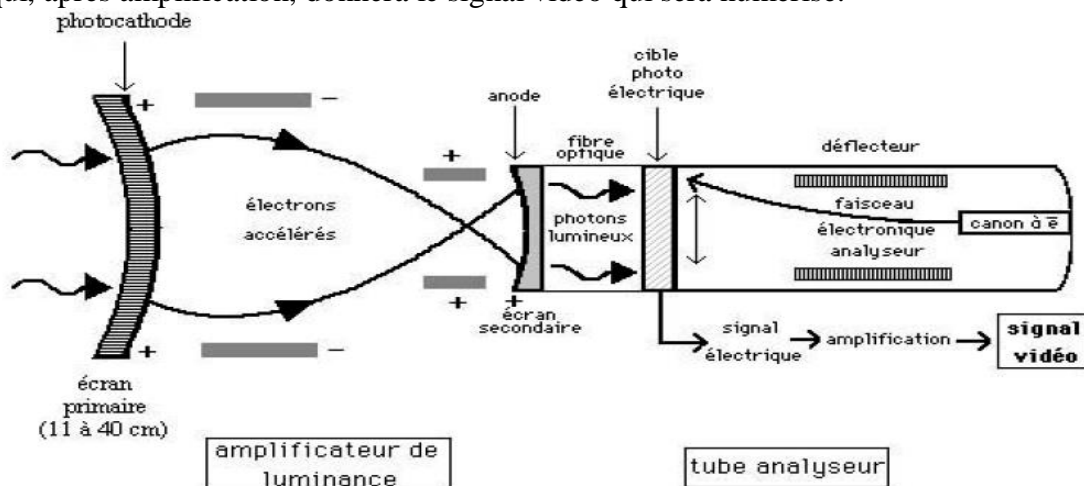 qui, après amplification, donnera le signal vidéo qui sera numérisé.
photocathode
cible
photo
électrique
anode
fibre
optique
déflecteur
+
−
+
électrons
accélérés
photons
lumineux
faisceau
électronique
analyseur
canon à e̅
+
−
+ +
écran
secondaire
signal
électrique
amplification
signal
vidéo
écran
primaire
(11 à 40 cm)
amplificateur de
luminance
tube analyseur